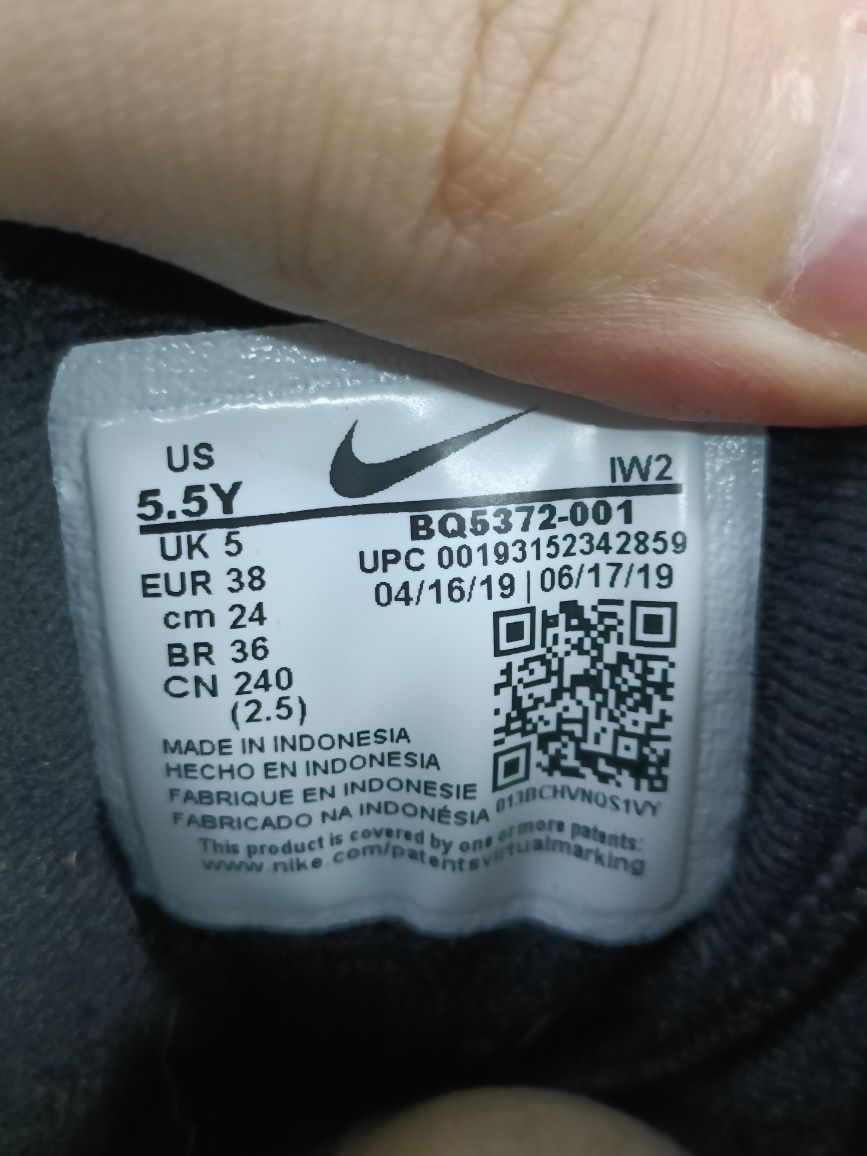 US
5.5Y
IW2
BQ5372-001
UK 5
UPC 00193152342859
EUR 38
04/16/19 | 06/17/19
cm 24
BR 36
CN 240
(2.5)
MADE IN INDONESIA
HECHO EN INDONESIA
FABRIQUE EN INDONESIE
FABRICADO NA INDONÉSIA
013BCHVNQS1VY
This product is covered by one or more patents:
www.nike.com/patentsvirtualmarking